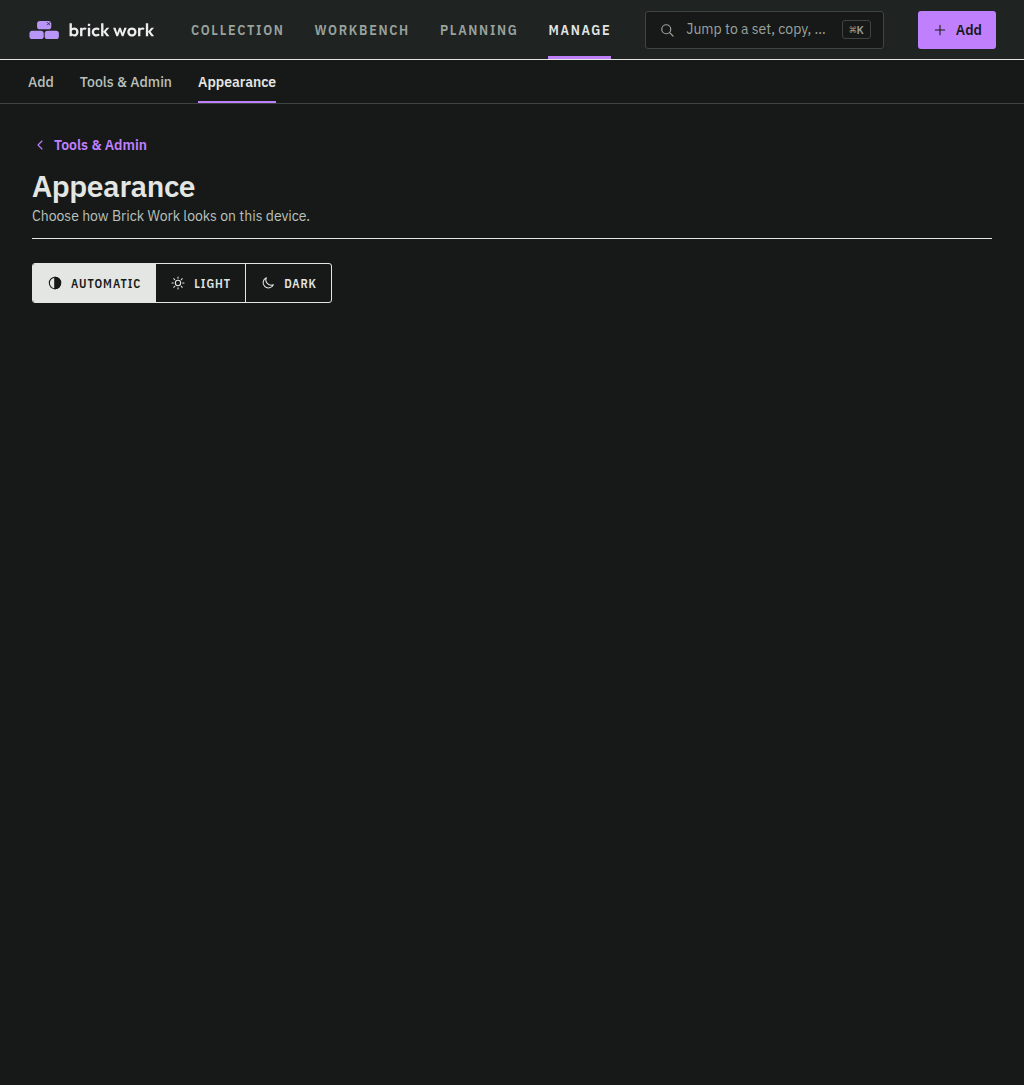 brick work
COLLECTION
WORKBENCH
PLANNING
MANAGE
Jump to a set, copy, ...
⌘K
Add
Add
Tools & Admin
Appearance
Tools & Admin
Appearance
Choose how Brick Work looks on this device.
AUTOMATIC
LIGHT
DARK